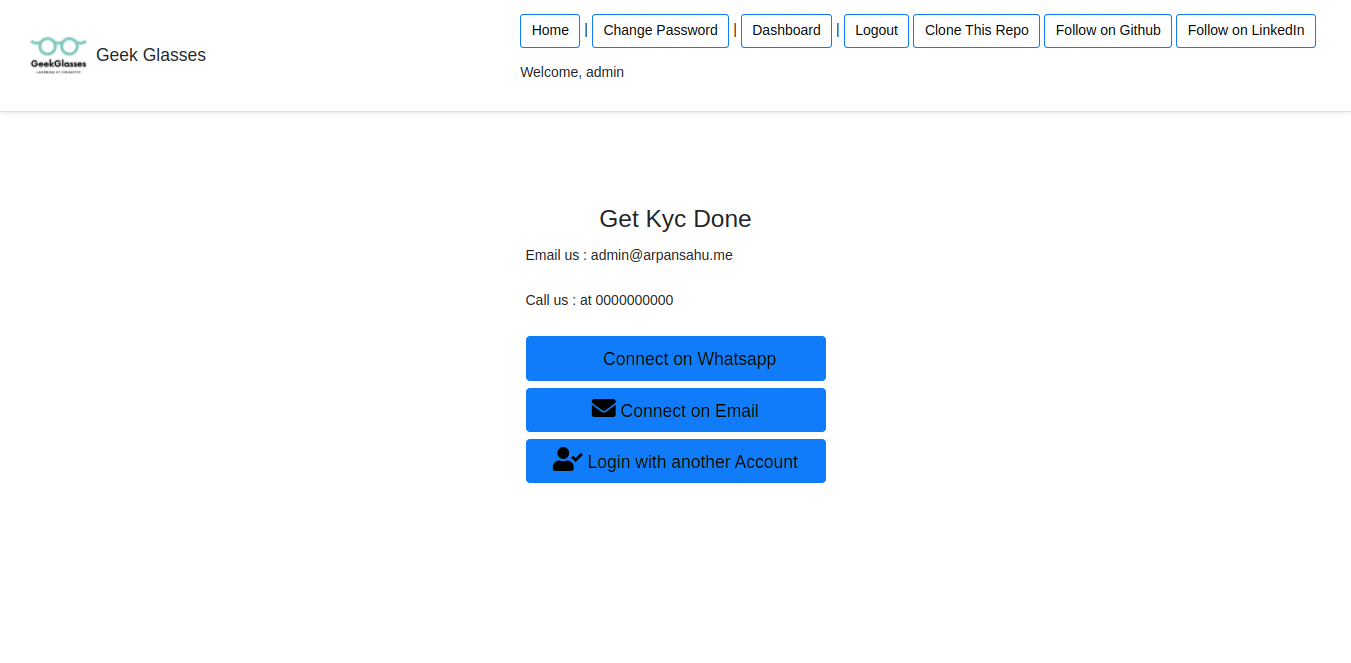 Home | Change Password | Dashboard | Logout Clone This Repo Follow on Github Follow on LinkedIn
GeekGlasses
Geek Glasses
Welcome, admin
Get Kyc Done
Email us : admin@arpansahu.me
Call us : at 0000000000
Connect on Whatsapp
Connect on Email
Login with another Account